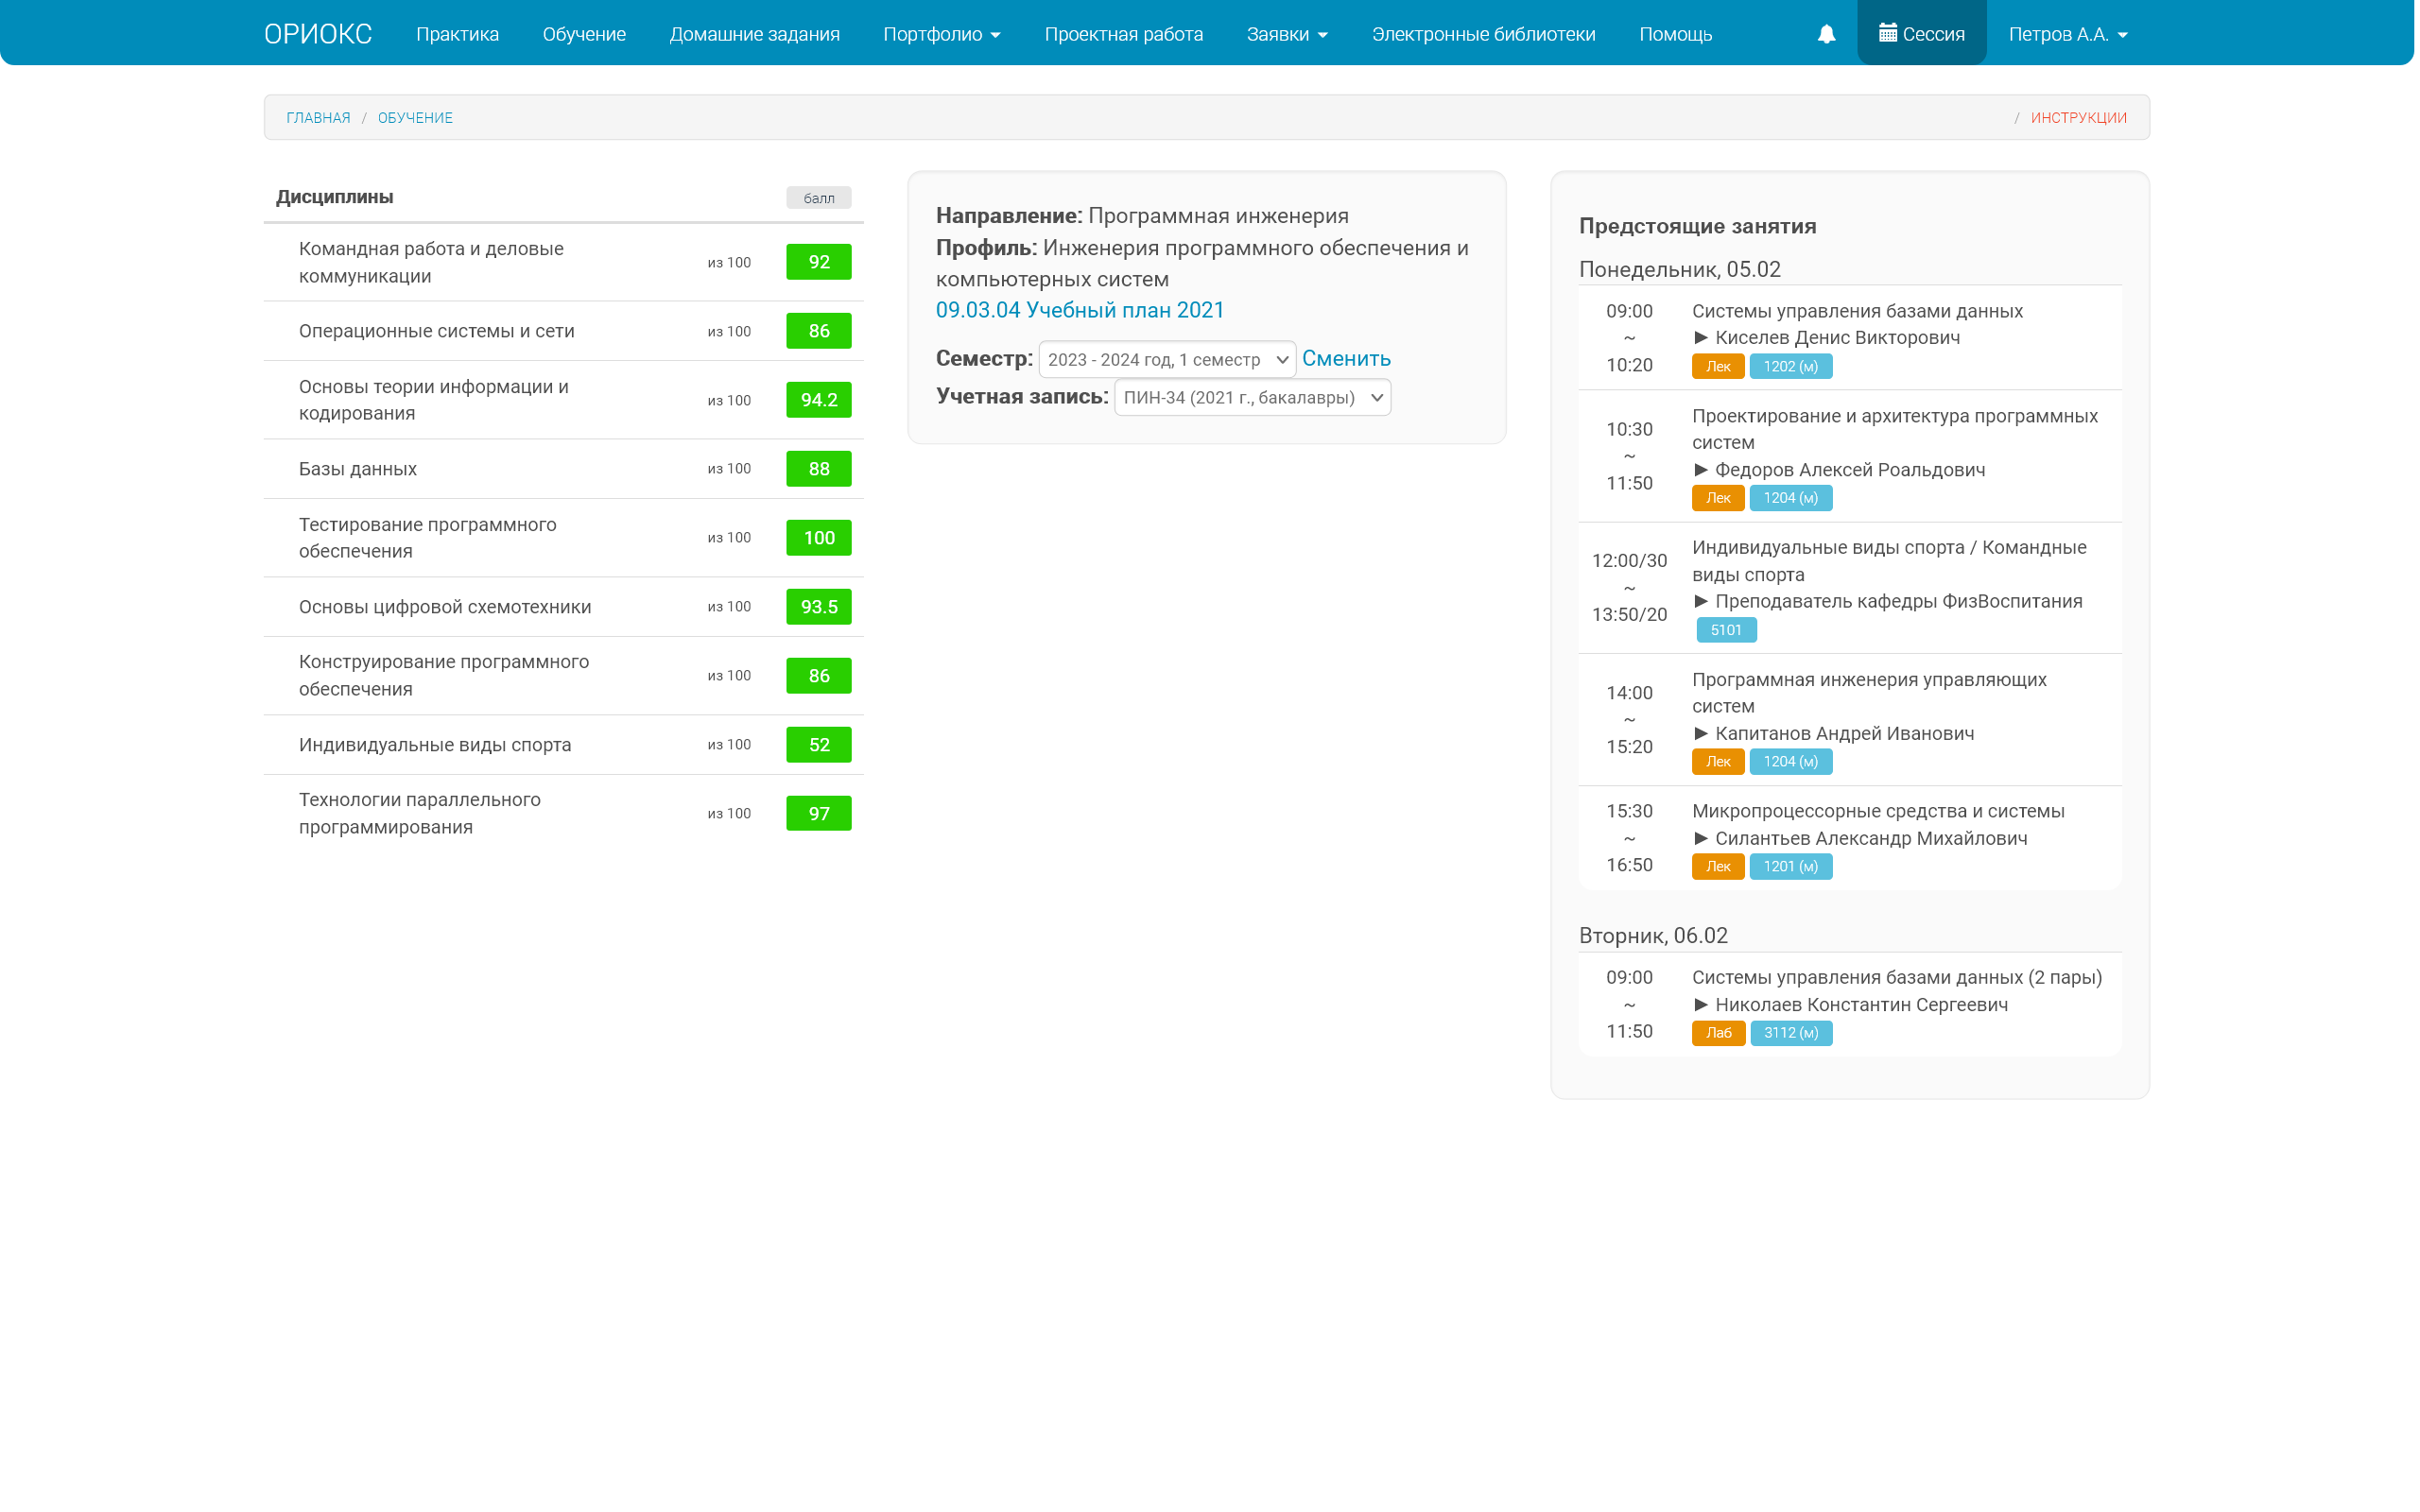 ОРИОКС Практика Обучение Домашние задания Портфолио Проектная работа Заявки Электронные библиотеки Помощь Сессия Петров А.А.
ГЛАВНАЯ / ОБУЧЕНИЕ / ИНСТРУКЦИИ
Дисциплины балл
Командная работа и деловые
коммуникации
из 100 92
Операционные системы и сети из 100 86
Основы теории информации и
кодирования
из 100 94.2
Базы данных из 100 88
Тестирование программного
обеспечения
из 100 100
Основы цифровой схемотехники из 100 93.5
Конструирование программного
обеспечения
из 100 86
Индивидуальные виды спорта из 100 52
Технологии параллельного
программирования
из 100 97
Направление: Программная инженерия
Профиль: Инженерия программного обеспечения и
компьютерных систем
09.03.04 Учебный план 2021
Семестр: 2023 - 2024 год, 1 семестр Сменить
Учетная запись: ПИН-34 (2021 г., бакалавры)
Предстоящие занятия
Понедельник, 05.02
09:00
~
10:20
Системы управления базами данных
► Киселев Денис Викторович
Лек 1202 (м)
10:30
~
11:50
Проектирование и архитектура программных
систем
► Федоров Алексей Роальдович
Лек 1204 (м)
12:00/30
~
13:50/20
Индивидуальные виды спорта / Командные
виды спорта
► Преподаватель кафедры ФизВоспитания
5101
14:00
~
15:20
Программная инженерия управляющих
систем
► Капитанов Андрей Иванович
Лек 1204 (м)
15:30
~
16:50
Микропроцессорные средства и системы
► Силантьев Александр Михайлович
Лек 1201 (м)
Вторник, 06.02
09:00
~
11:50
Системы управления базами данных (2 пары)
► Николаев Константин Сергеевич
Лаб 3112 (м)